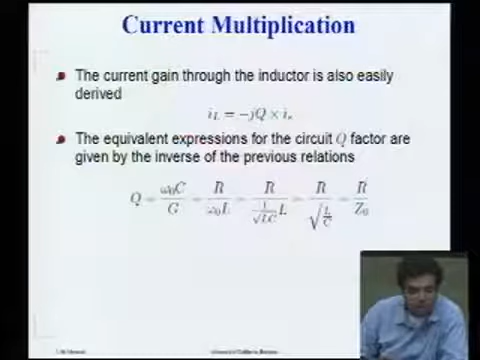 Current Multiplication
The current gain through the inductor is also easily
derived
i_L = −jQ × i_s
The equivalent expressions for the circuit Q factor are
given by the inverse of the previous relations
Q = ω₀C/G = R/(ω₀L) = R/((1/√(LC))L) = R/√(L/C) = R/Z₀